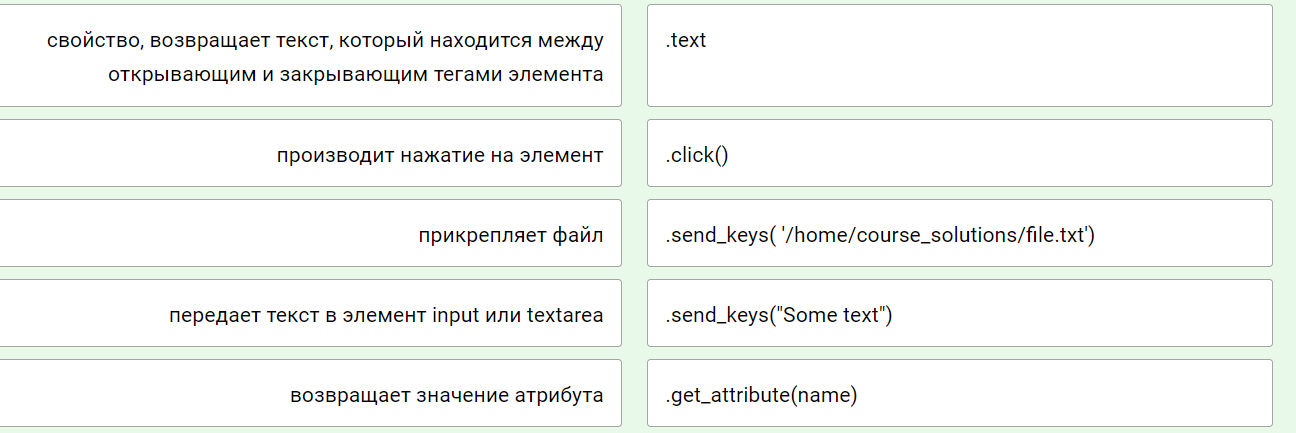 свойство, возвращает текст, который находится между
открывающим и закрывающим тегами элемента
.text
производит нажатие на элемент
.click()
прикрепляет файл
.send_keys( '/home/course_solutions/file.txt')
передает текст в элемент input или textarea
.send_keys("Some text")
возвращает значение атрибута
.get_attribute(name)